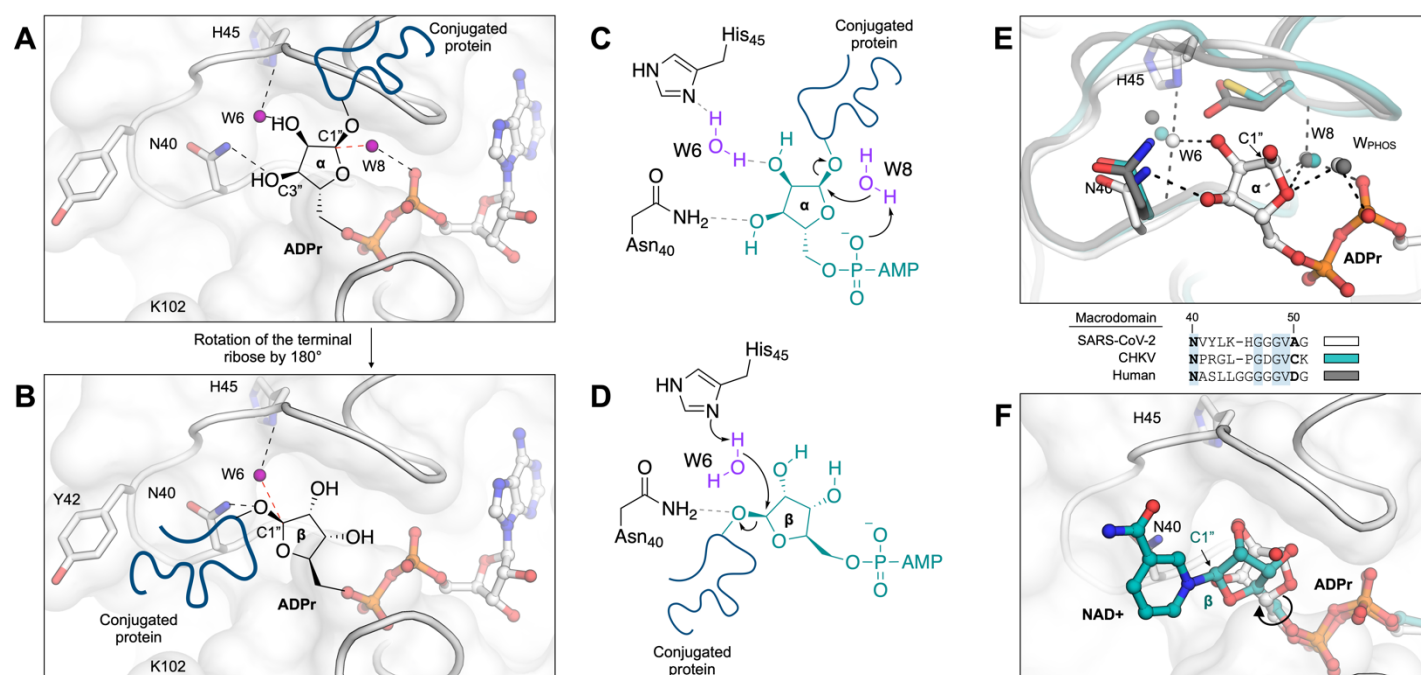 A
H45
Conjugated
protein
W6
HO
C1”
O
N40
α
W8
HO
C3”
ADPr
K102
Rotation of the terminal
ribose by 180°
B
H45
W6
Y42
N40
O
OH
C1”
β
OH
O
Conjugated
protein
ADPr
K102
C
His45
Conjugated
protein
HN
N
H
W6
O
H
H
O
O
W8
H
O
H
O
α
O
NH2
O
H
Asn40
O
O
P
AMP
O
D
His45
HN
N
H
W6
O
H
H
O
H
O
O
NH2
O
β
O
Asn40
O
O
P
AMP
O
Conjugated
protein
E
H45
C1”
W8
WPHOS
W6
N40
α
ADPr
Macrodomain
40 50
SARS-CoV-2 NVYLK-HGGGVAG
CHKV NPRGL-PGDGVCK
Human NASLLGGGGGVDG
F
H45
N40
C1”
ADPr
NAD+
β